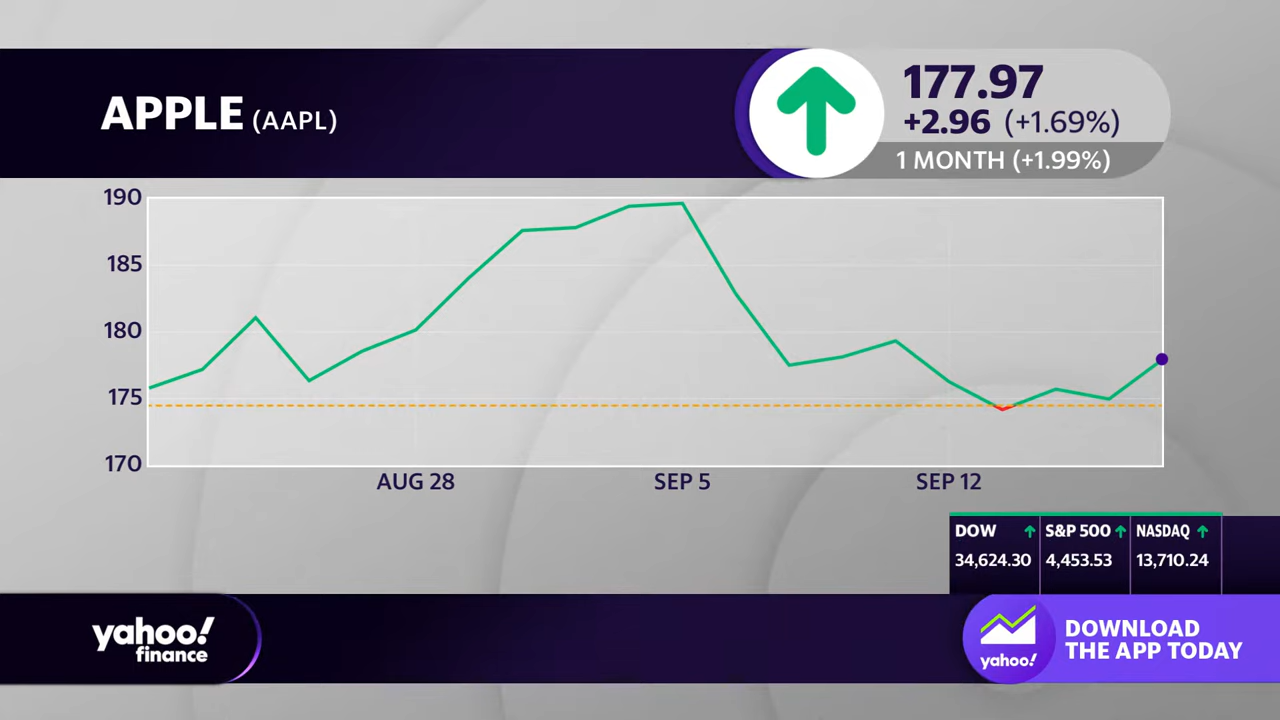 APPLE (AAPL)
177.97
+2.96 (+1.69%)
1 MONTH (+1.99%)
190
185
180
175
170
AUG 28 SEP 5 SEP 12
DOW S&P 500 NASDAQ
34,624.30 4,453.53 13,710.24
yahoo!
finance
yahoo!
DOWNLOAD
THE APP TODAY